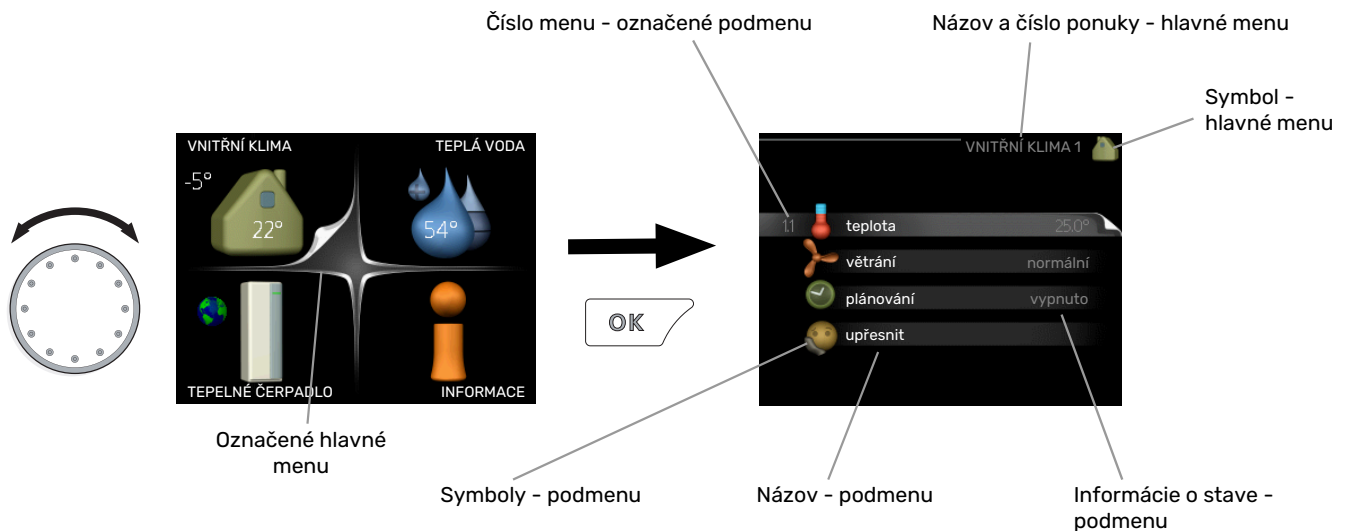 Číslo menu - označené podmenu
Názov a číslo ponuky - hlavné menu
Symbol -
hlavné menu
VNITŘNÍ KLIMA
TEPLÁ VODA
-5°
22°
54°
TEPELNÉ ČERPADLO
INFORMACE
OK
VNITŘNÍ KLIMA 1
1.1
teplota
25.0°
větrání
normální
plánování
vypnuto
upřesnit
Označené hlavné
menu
Symboly - podmenu
Názov - podmenu
Informácie o stave -
podmenu